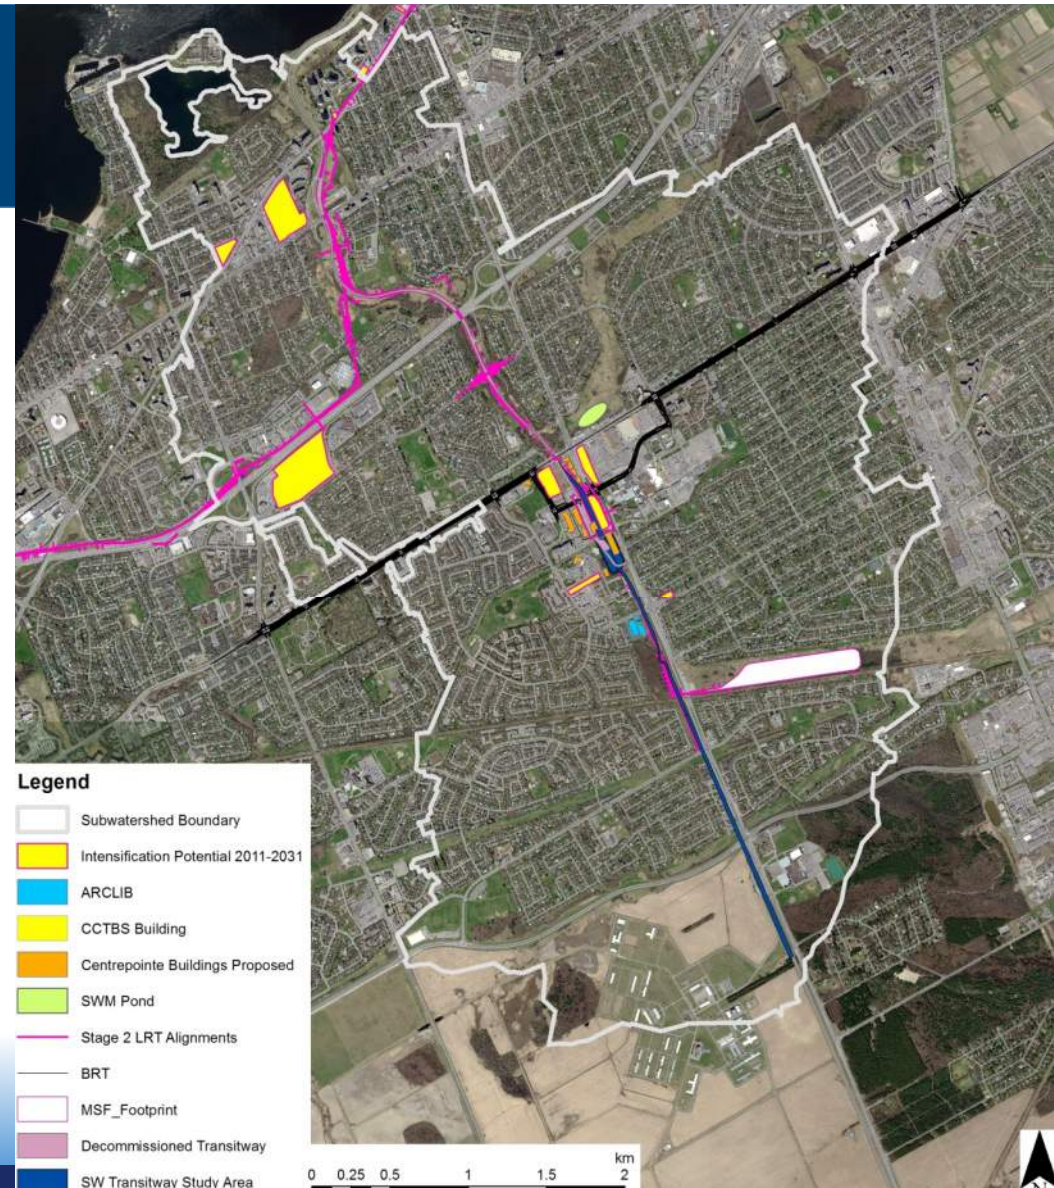 Legend
Subwatershed Boundary
Intensification Potential 2011-2031
ARCLIB
CCTBS Building
Centrepointe Buildings Proposed
SWM Pond
Stage 2 LRT Alignments
BRT
MSF_Footprint
Decommissioned Transitway
SW Transitway Study Area
km
0 0.25 0.5 1 1.5 2
N